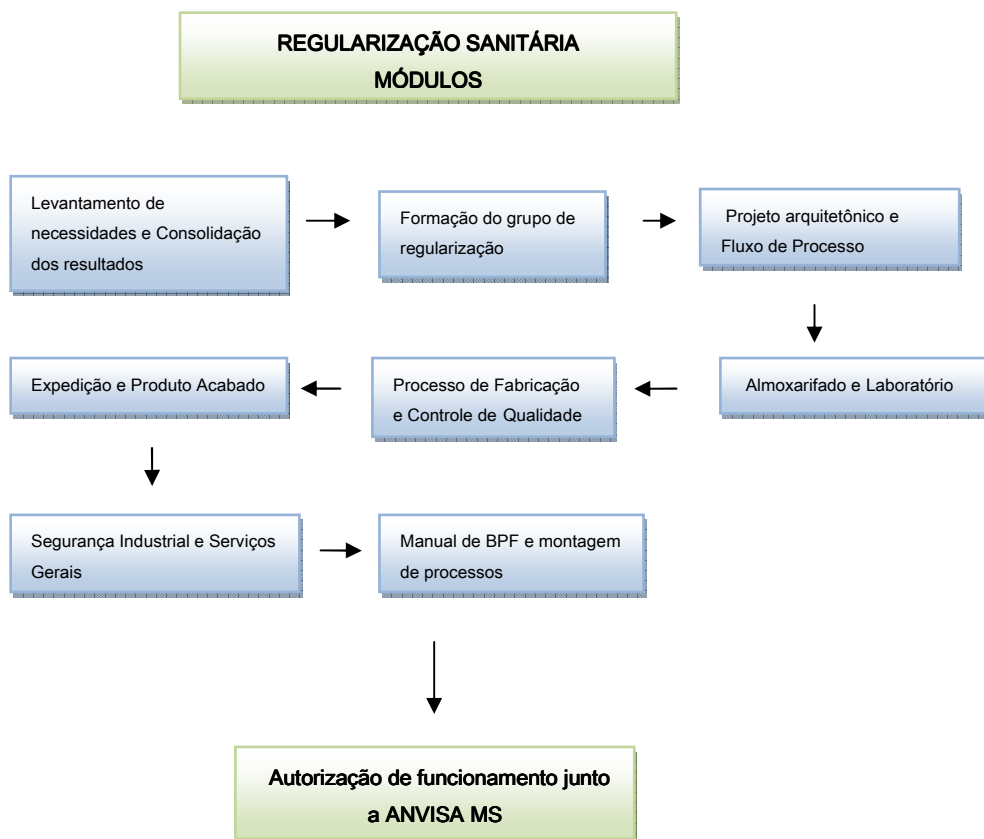 REGULARIZAÇÃO SANITÁRIA
MÓDULOS
Levantamento de
necessidades e Consolidação
dos resultados
Formação do grupo de
regularização
Projeto arquitetônico e
Fluxo de Processo
Almoxarifado e Laboratório
Processo de Fabricação
e Controle de Qualidade
Expedição e Produto Acabado
Segurança Industrial e Serviços
Gerais
Manual de BPF e montagem
de processos
Autorização de funcionamento junto
a ANVISA MS